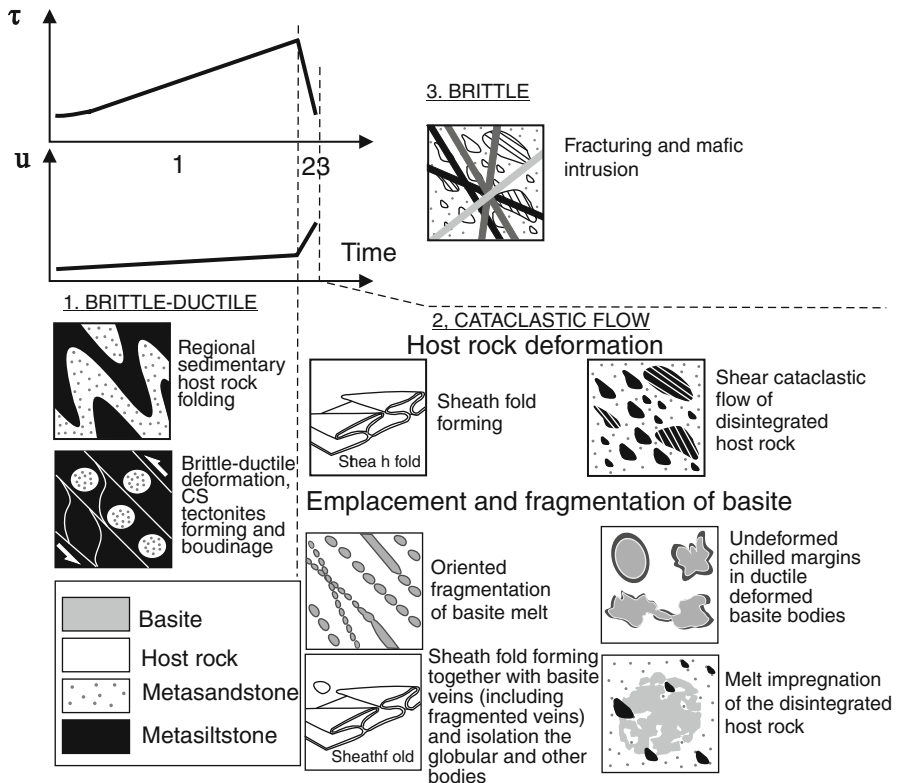 τ
u
1
23
Time
3. BRITTLE
Fracturing and mafic
intrusion
1. BRITTLE-DUCTILE
Regional
sedimentary
host rock
folding
Brittle-ductile
deformation,
CS
tectonites
forming and
boudinage
Basite
Host rock
Metasandstone
Metasiltstone
2, CATACLASTIC FLOW
Host rock deformation
Shea h fold
Sheath fold
forming
Shear cataclastic
flow of
disintegrated
host rock
Emplacement and fragmentation of basite
Oriented
fragmentation
of basite melt
Undeformed
chilled margins
in ductile
deformed
basite bodies
Sheathf old
Sheath fold forming
together with basite
veins (including
fragmented veins)
and isolation the
globular and other
bodies
Melt impregnation
of the disintegrated
host rock